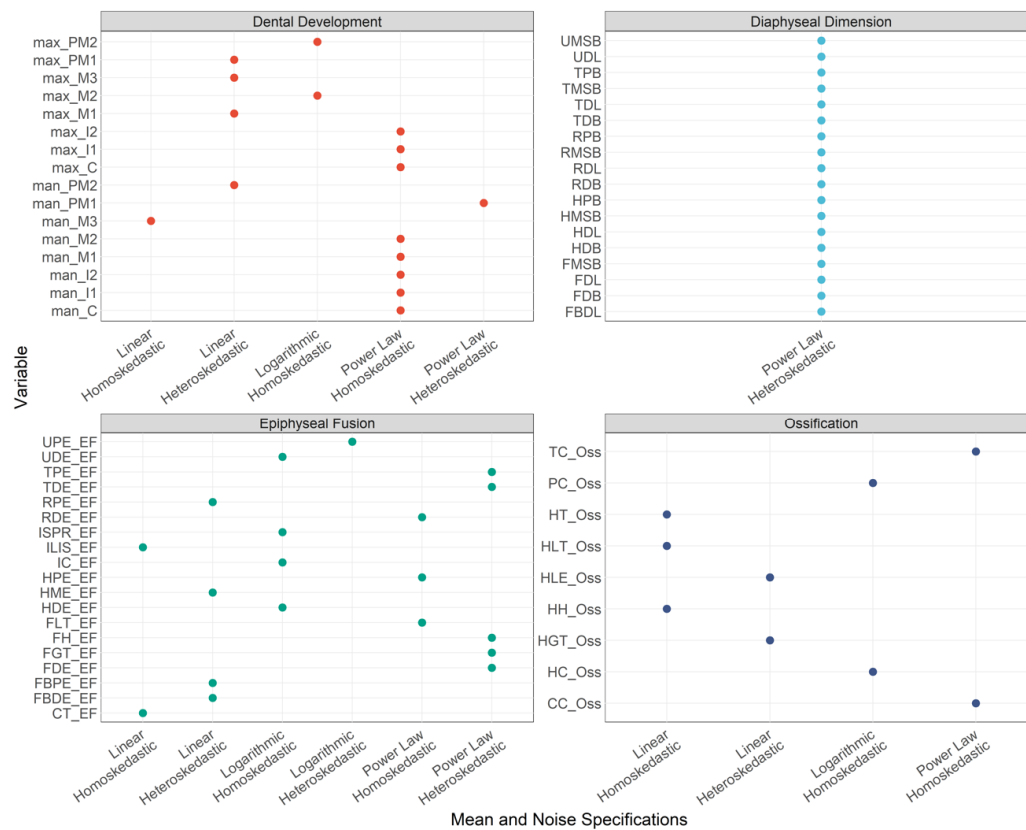 Dental Development
max_PM2
max_PM1
max_M3
max_M2
max_M1
max_I2
max_I1
max_C
man_PM2
man_PM1
man_M3
man_M2
man_M1
man_I2
man_I1
man_C
Linear
Homoskedastic
Linear
Heteroskedastic
Logarithmic
Homoskedastic
Power Law
Homoskedastic
Power Law
Heteroskedastic
Diaphyseal Dimension
UMSB
UDL
TPB
TMSB
TDL
TDB
RPB
RMSB
RDL
RDB
HPB
HMSB
HDL
HDB
FMSB
FDL
FDB
FBDL
Power Law
Heteroskedastic
Variable
Epiphyseal Fusion
UPE_EF
UDE_EF
TPE_EF
TDE_EF
RPE_EF
RDE_EF
ISPR_EF
ILIS_EF
IC_EF
HPE_EF
HME_EF
HDE_EF
FLT_EF
FH_EF
FGT_EF
FDE_EF
FBPE_EF
FBDE_EF
CT_EF
Linear
Homoskedastic
Linear
Heteroskedastic
Logarithmic
Homoskedastic
Logarithmic
Heteroskedastic
Power Law
Homoskedastic
Power Law
Heteroskedastic
Ossification
TC_Oss
PC_Oss
HT_Oss
HLT_Oss
HLE_Oss
HH_Oss
HGT_Oss
HC_Oss
CC_Oss
Linear
Homoskedastic
Linear
Heteroskedastic
Logarithmic
Homoskedastic
Power Law
Homoskedastic
Mean and Noise Specifications